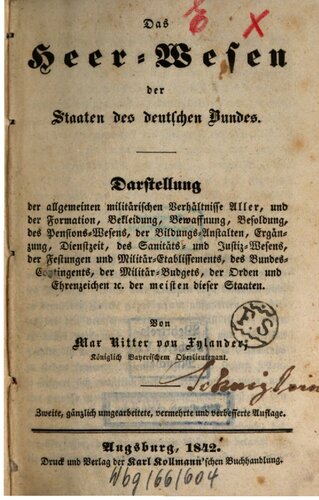 Das
Heer-Wesen
der
Staaten des deutschen Bundes.
Darstellung
der allgemeinen militärischen Verhältnisse Aller, und
der Formation, Bekleidung, Bewaffnung, Besoldung,
des Pensions-Wesens, der Bildungs-Anstalten, Ergän-
zung, Dienstzeit, des Sanitäts- und Justiz-Wesens,
der Festungen und Militär-Etablissements, des Bundes-
Contingents, der Militär-Budgets, der Orden und
Ehrenzeichen ꝛc. der meisten dieser Staaten.
Von
Max Ritter von Xylander,
Königlich Bayerischem Oberlieutenant.
Zweite, gänzlich umgearbeitete, vermehrte und verbesserte Auflage.
Augsburg, 1842.
Druck und Verlag der Karl Kollmann'schen Buchhandlung.
Wbg/66/604